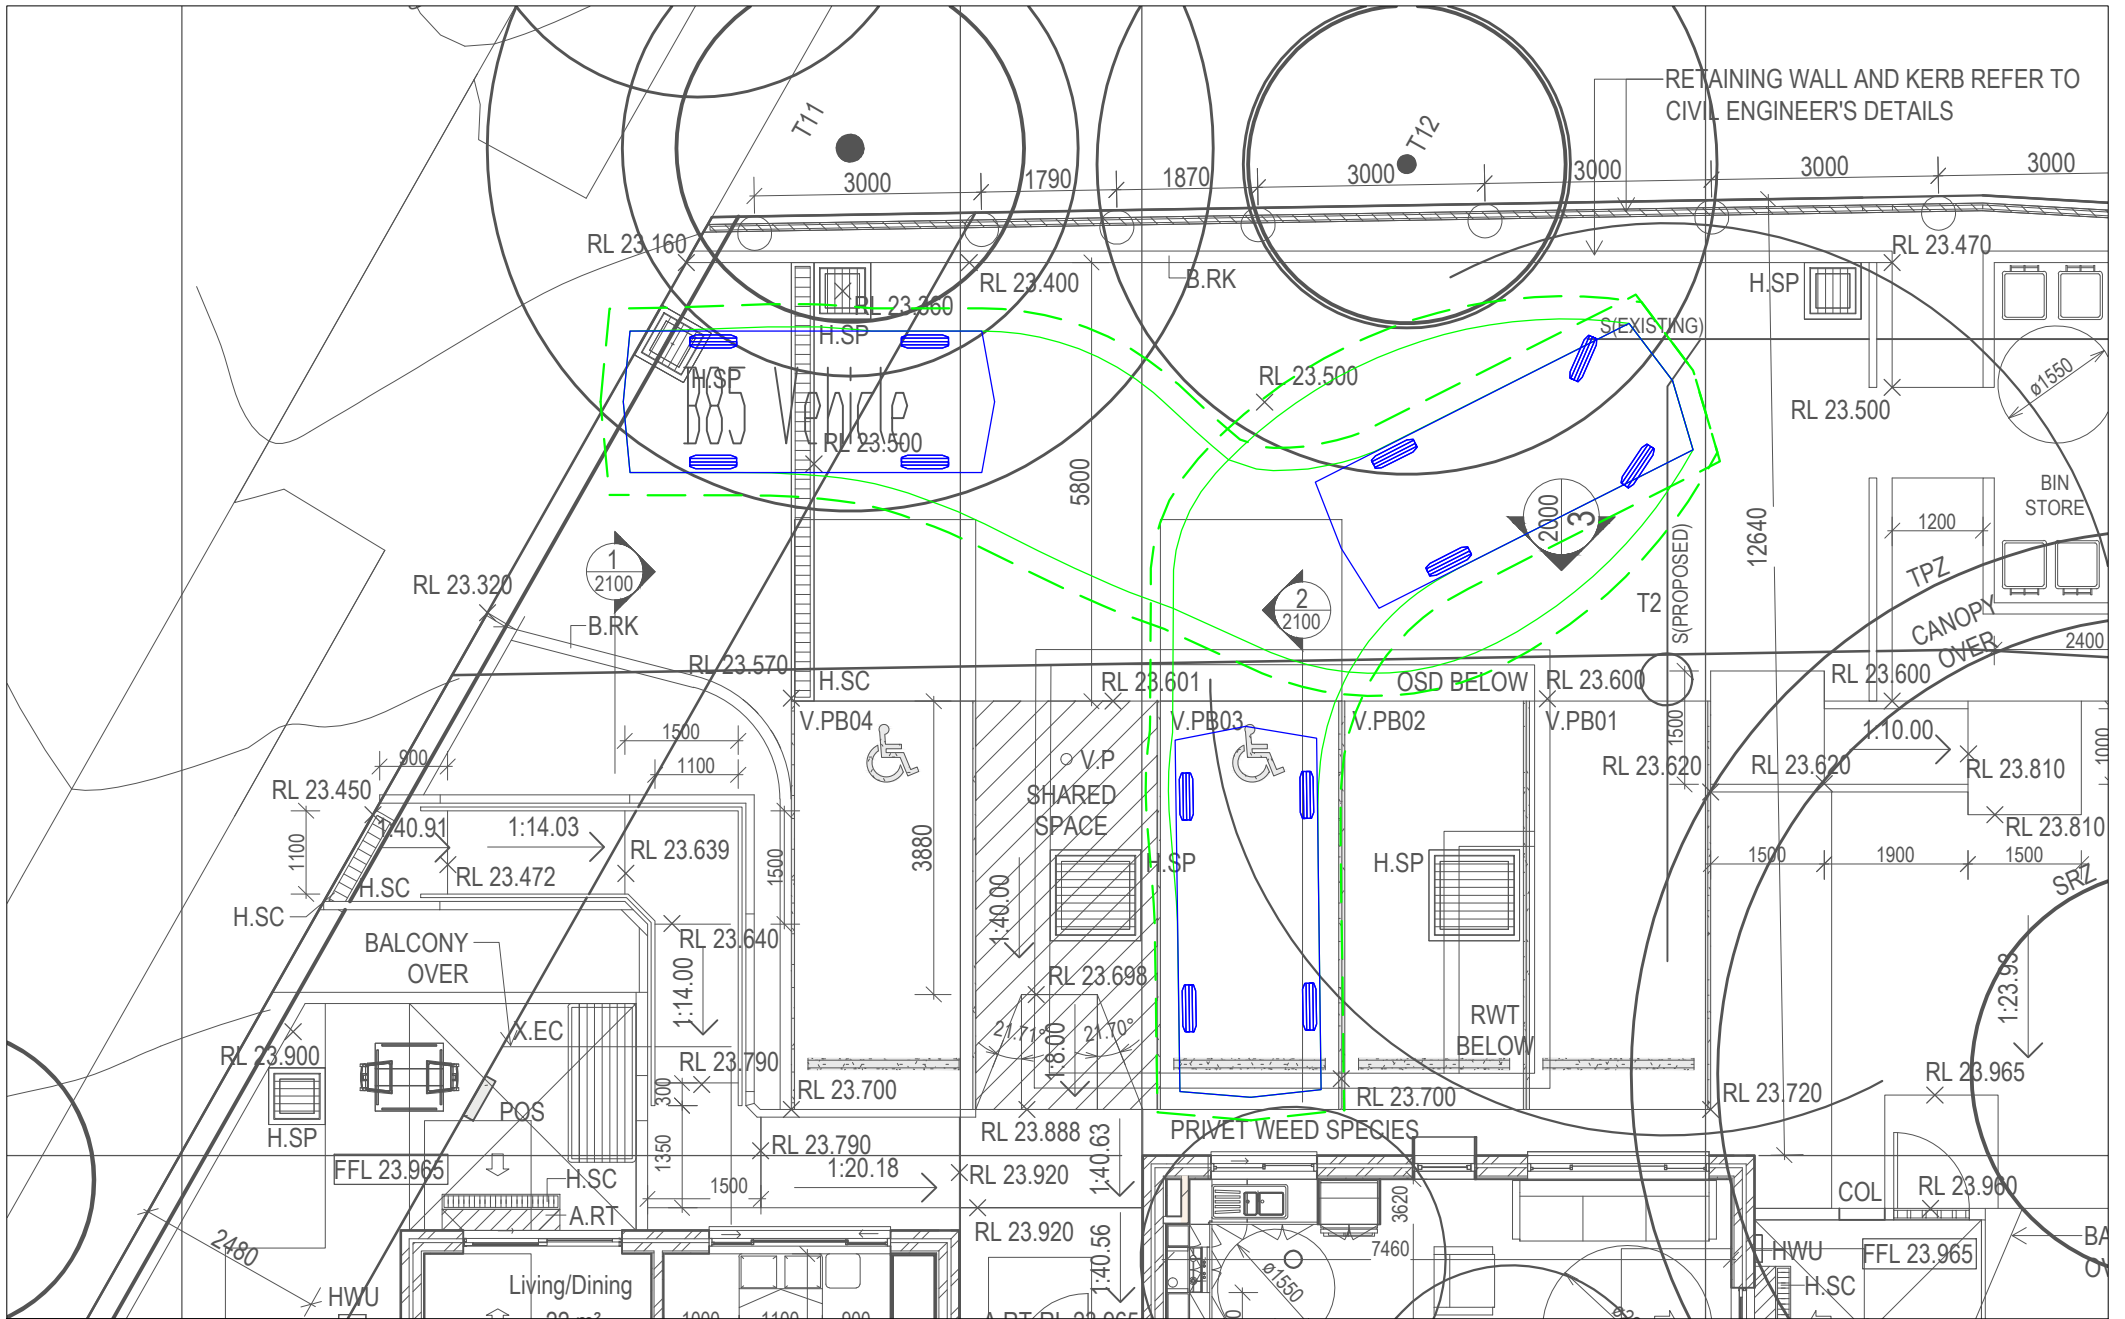 RETAINING WALL AND KERB REFER TO
CIVIL ENGINEER'S DETAILS
T11
T12
3000
1790
1870
3000
3000
3000
3000
RL 23.160
RL 23.400
B.RK
RL 23.470
H.SP
RL 23.360
H.SP
S(EXISTING)
H.SP
B85 Vehicle
RL 23.500
RL 23.500
RL 23.500
ø1550
5800
12640
BIN
STORE
1200
2000
3
1
2100
RL 23.320
B.RK
2
2100
T2
S(PROPOSED)
TPZ
CANOPY
OVER
2400
RL 23.570
H.SC
RL 23.601
OSD BELOW
RL 23.600
RL 23.600
V.PB04
V.PB03
V.PB02
V.PB01
1500
1500
1:10.00
1000
900
1100
V.P
SHARED
SPACE
RL 23.620
RL 23.620
RL 23.810
RL 23.450
1:40.91
1:14.03
RL 23.639
1100
RL 23.472
1500
3880
H.SP
H.SP
RL 23.810
1500
1900
1500
SRZ
H.SC
H.SC
1:40.00
BALCONY
OVER
RL 23.640
1:14.00
RL 23.698
1:23.93
X.EC
21.71°
21.70°
1:8.00
RWT
BELOW
RL 23.900
RL 23.790
300
RL 23.700
RL 23.700
RL 23.720
RL 23.965
POS
H.SP
RL 23.888
PRIVET WEED SPECIES
1350
RL 23.790
1:20.18
1:40.63
FFL 23.965
H.SC
1500
RL 23.920
A.RT
RL 23.920
3620
7460
COL
RL 23.960
2480
1:40.56
ø1550
HWU
FFL 23.965
BA
H.SC
HWU
Living/Dining
1000
1100
900